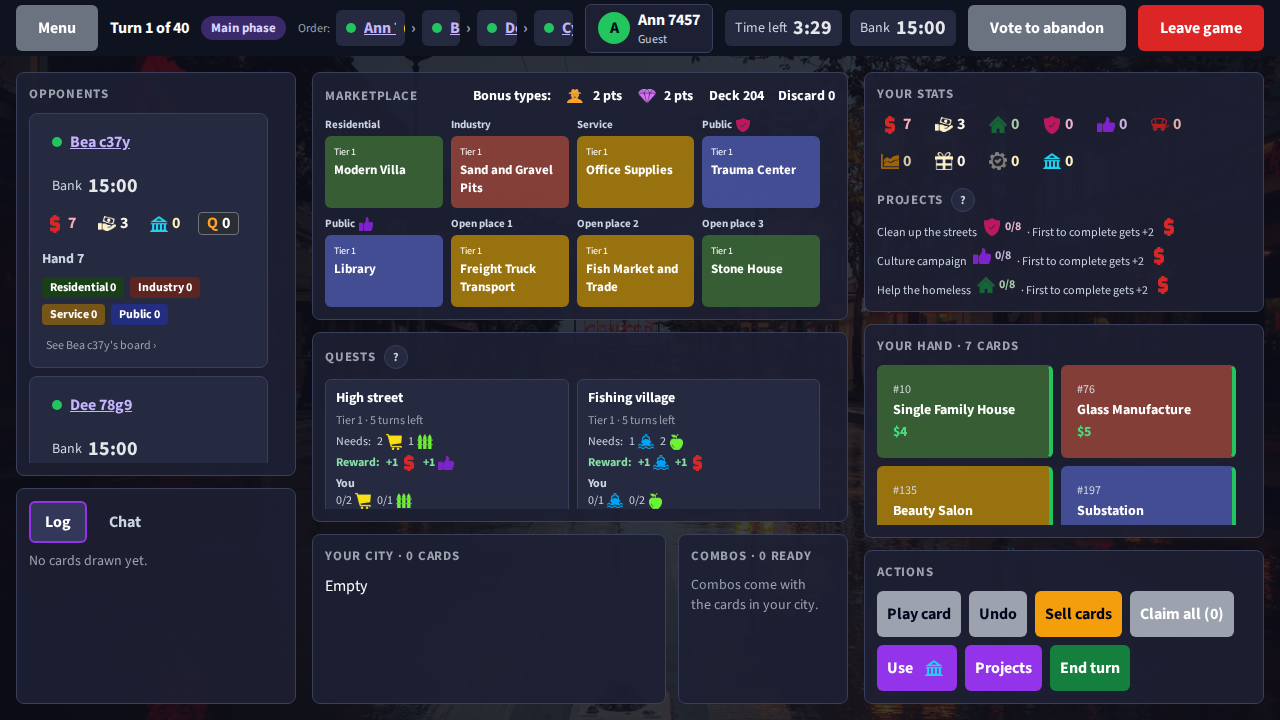 Menu
Turn 1 of 40
Main phase
Order:
Ann
›
B
›
›
A
Ann 7457
Guest
Time left 3:29
Bank 15:00
Vote to abandon
Leave game
OPPONENTS
Bea c37y
Bank 15:00
7 3 0 Q 0
Hand 7
Residential 0 Industry 0
Service 0 Public 0
See Bea c37y's board ›
Dee 78g9
Bank 15:00
Log Chat
No cards drawn yet.
MARKETPLACE
Bonus types: 2 pts 2 pts Deck 204 Discard 0
Residential Industry Service Public
Tier 1
Modern Villa
Tier 1
Sand and Gravel
Pits
Tier 1
Office Supplies
Tier 1
Trauma Center
Public Open place 1 Open place 2 Open place 3
Tier 1
Library
Tier 1
Freight Truck
Transport
Tier 1
Fish Market and
Trade
Tier 1
Stone House
QUESTS ?
High street
Tier 1 · 5 turns left
Needs: 2 1
Reward: +1 +1
You
0/2 0/1
Fishing village
Tier 1 · 5 turns left
Needs: 1 2
Reward: +1 +1
You
0/1 0/2
YOUR CITY · 0 CARDS
Empty
COMBOS · 0 READY
Combos come with
the cards in your city.
YOUR STATS
7 3 0 0 0 0
0 0 0 0
PROJECTS ?
Clean up the streets 0/8 · First to complete gets +2
Culture campaign 0/8 · First to complete gets +2
Help the homeless 0/8 · First to complete gets +2
YOUR HAND · 7 CARDS
#10
Single Family House
$4
#76
Glass Manufacture
$5
#135
Beauty Salon
#197
Substation
ACTIONS
Play card Undo Sell cards Claim all (0)
Use Projects End turn